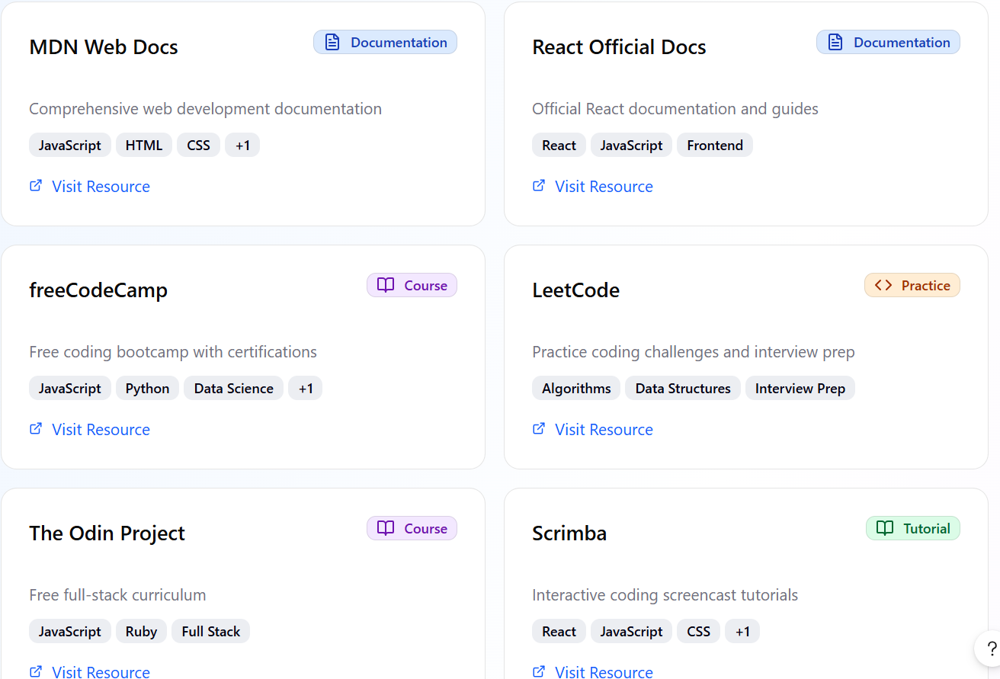 MDN Web Docs
Documentation
Comprehensive web development documentation
JavaScript HTML CSS +1
Visit Resource
React Official Docs
Documentation
Official React documentation and guides
React JavaScript Frontend
Visit Resource
freeCodeCamp
Course
Free coding bootcamp with certifications
JavaScript Python Data Science +1
Visit Resource
LeetCode
Practice
Practice coding challenges and interview prep
Algorithms Data Structures Interview Prep
Visit Resource
The Odin Project
Course
Free full-stack curriculum
JavaScript Ruby Full Stack
Visit Resource
Scrimba
Tutorial
Interactive coding screencast tutorials
React JavaScript CSS +1
Visit Resource
?